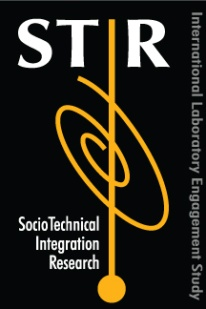 STIR
SocioTechnical
Integration
Research
International Laboratory Engagement Study